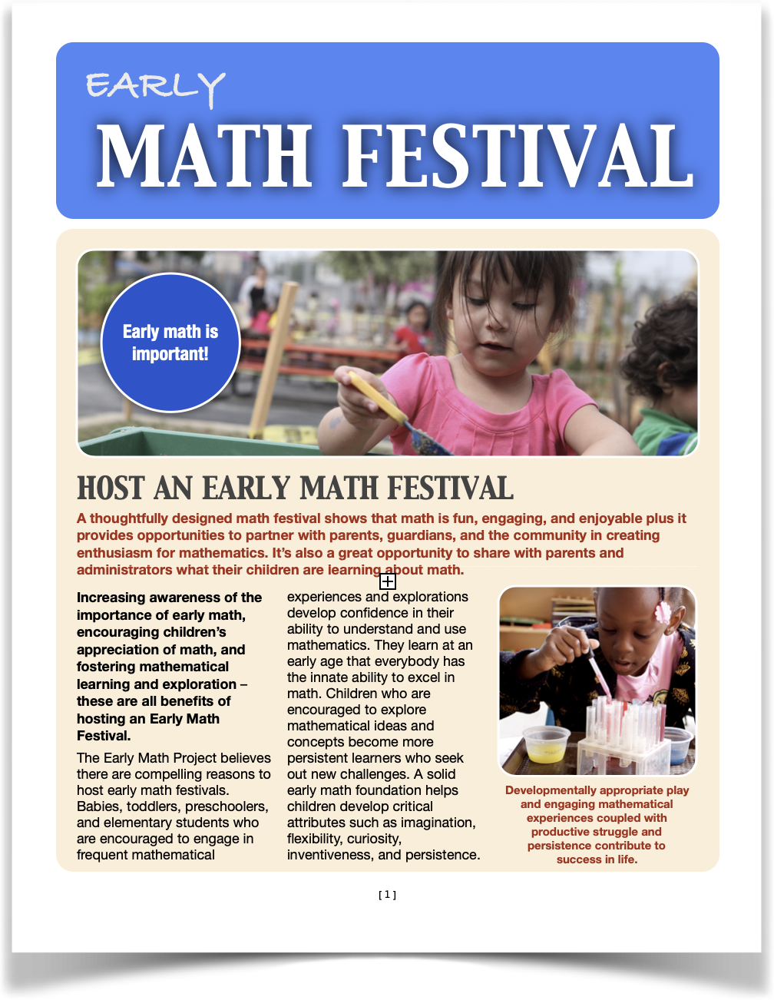 EARLY
MATH FESTIVAL
Early math is
important!
HOST AN EARLY MATH FESTIVAL
A thoughtfully designed math festival shows that math is fun, engaging, and enjoyable plus it
provides opportunities to partner with parents, guardians, and the community in creating
enthusiasm for mathematics. It’s also a great opportunity to share with parents and
administrators what their children are learning about math.
Increasing awareness of the
importance of early math,
encouraging children’s
appreciation of math, and
fostering mathematical
learning and exploration –
these are all benefits of
hosting an Early Math
Festival.
The Early Math Project believes
there are compelling reasons to
host early math festivals.
Babies, toddlers, preschoolers,
and elementary students who
are encouraged to engage in
frequent mathematical
experiences and explorations
develop confidence in their
ability to understand and use
mathematics. They learn at an
early age that everybody has
the innate ability to excel in
math. Children who are
encouraged to explore
mathematical ideas and
concepts become more
persistent learners who seek
out new challenges. A solid
early math foundation helps
children develop critical
attributes such as imagination,
flexibility, curiosity,
inventiveness, and persistence.
Developmentally appropriate play
and engaging mathematical
experiences coupled with
productive struggle and
persistence contribute to
success in life.
[1]